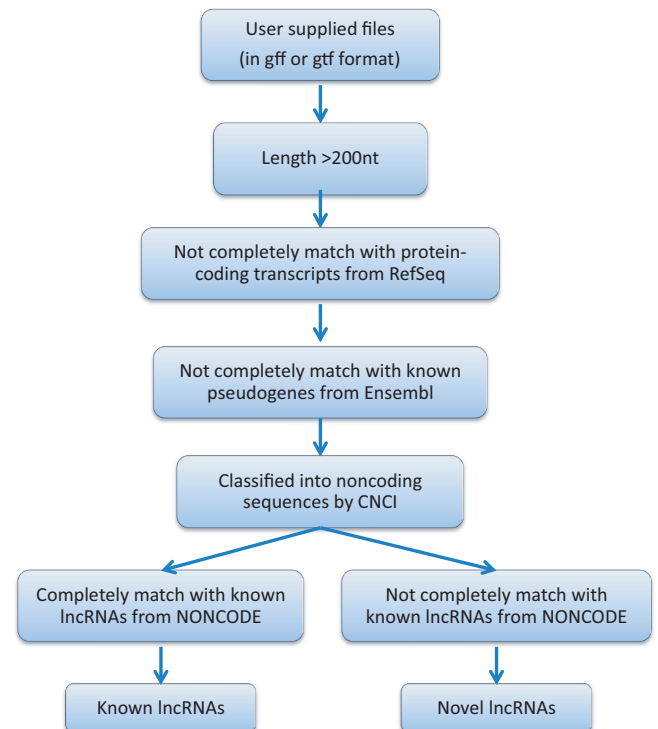 User supplied files
(in gff or gtf format)
Length >200nt
Not completely match with protein-
coding transcripts from RefSeq
Not completely match with known
pseudogenes from Ensembl
Classified into noncoding
sequences by CNCI
Completely match with known
lncRNAs from NONCODE
Not completely match with
known lncRNAs from NONCODE
Known lncRNAs
Novel lncRNAs